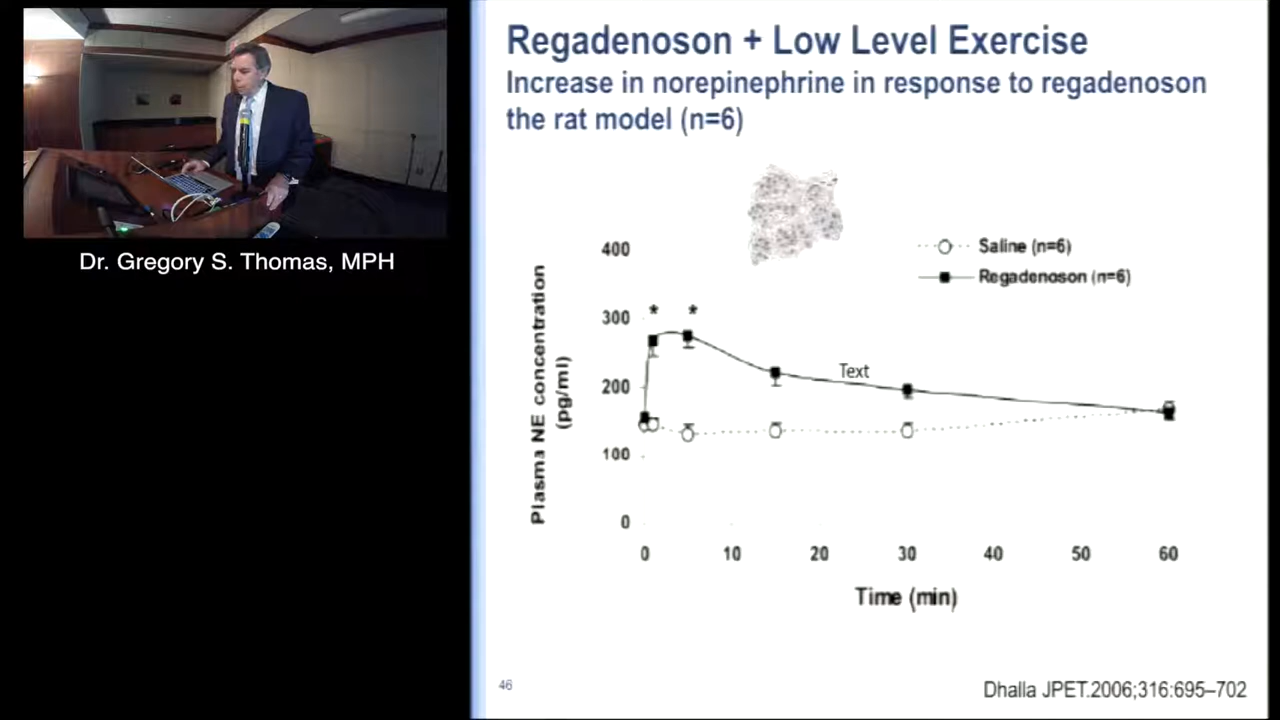 Dr. Gregory S. Thomas, MPH
Regadenoson + Low Level Exercise
Increase in norepinephrine in response to regadenoson
the rat model (n=6)
Saline (n=6)
Regadenoson (n=6)
Plasma NE concentration
(pg/ml)
400
300
200
100
0
* *
Text
0 10 20 30 40 50 60
Time (min)
46
Dhalla JPET.2006;316:695–702